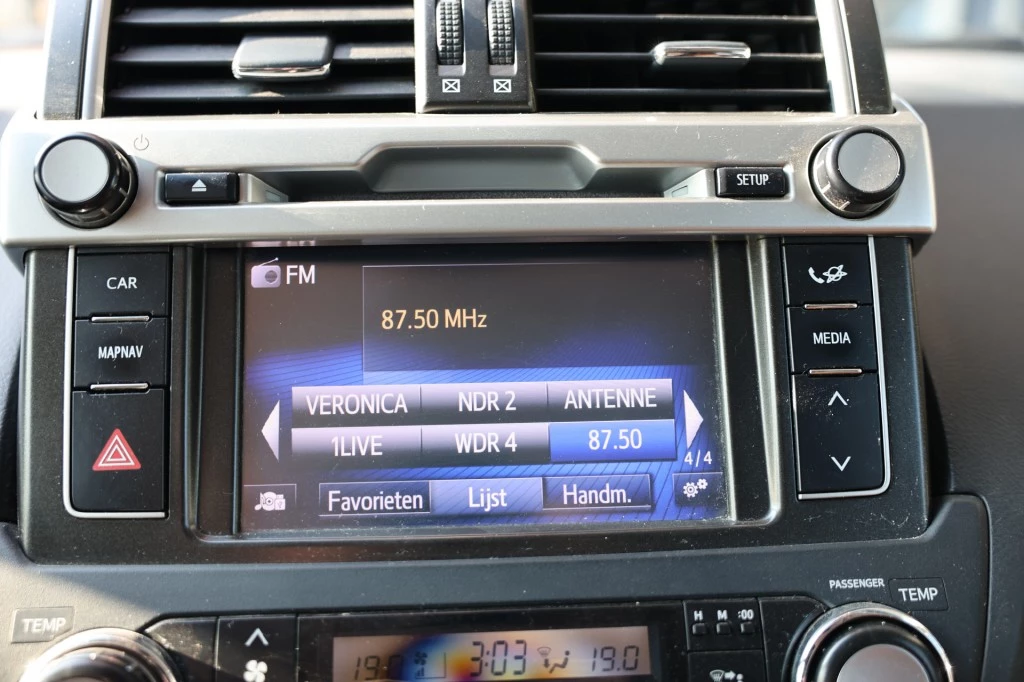 SETUP
CAR
MAPNAV
FM
87.50 MHz
VERONICA NDR 2 ANTENNE
1LIVE WDR 4 87.50
4/4
Favorieten Lijst Handm.
MEDIA
PASSENGER
TEMP
TEMP
H M :00
3:03 19.0